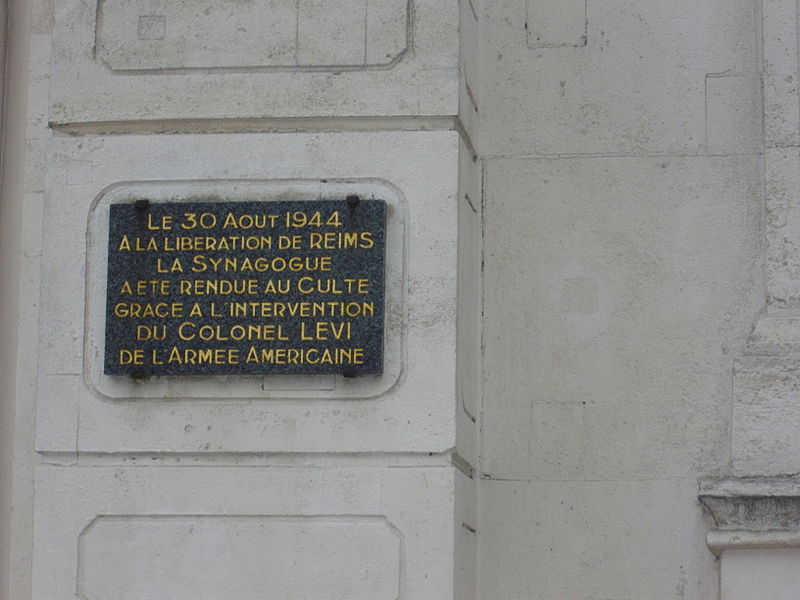 LE 30 AOUT 1944
A LA LIBERATION DE REIMS
LA SYNAGOGUE
A ETE RENDUE AU CULTE
GRACE A L'INTERVENTION
DU COLONEL LEVI
DE L'ARMEE AMERICAINE